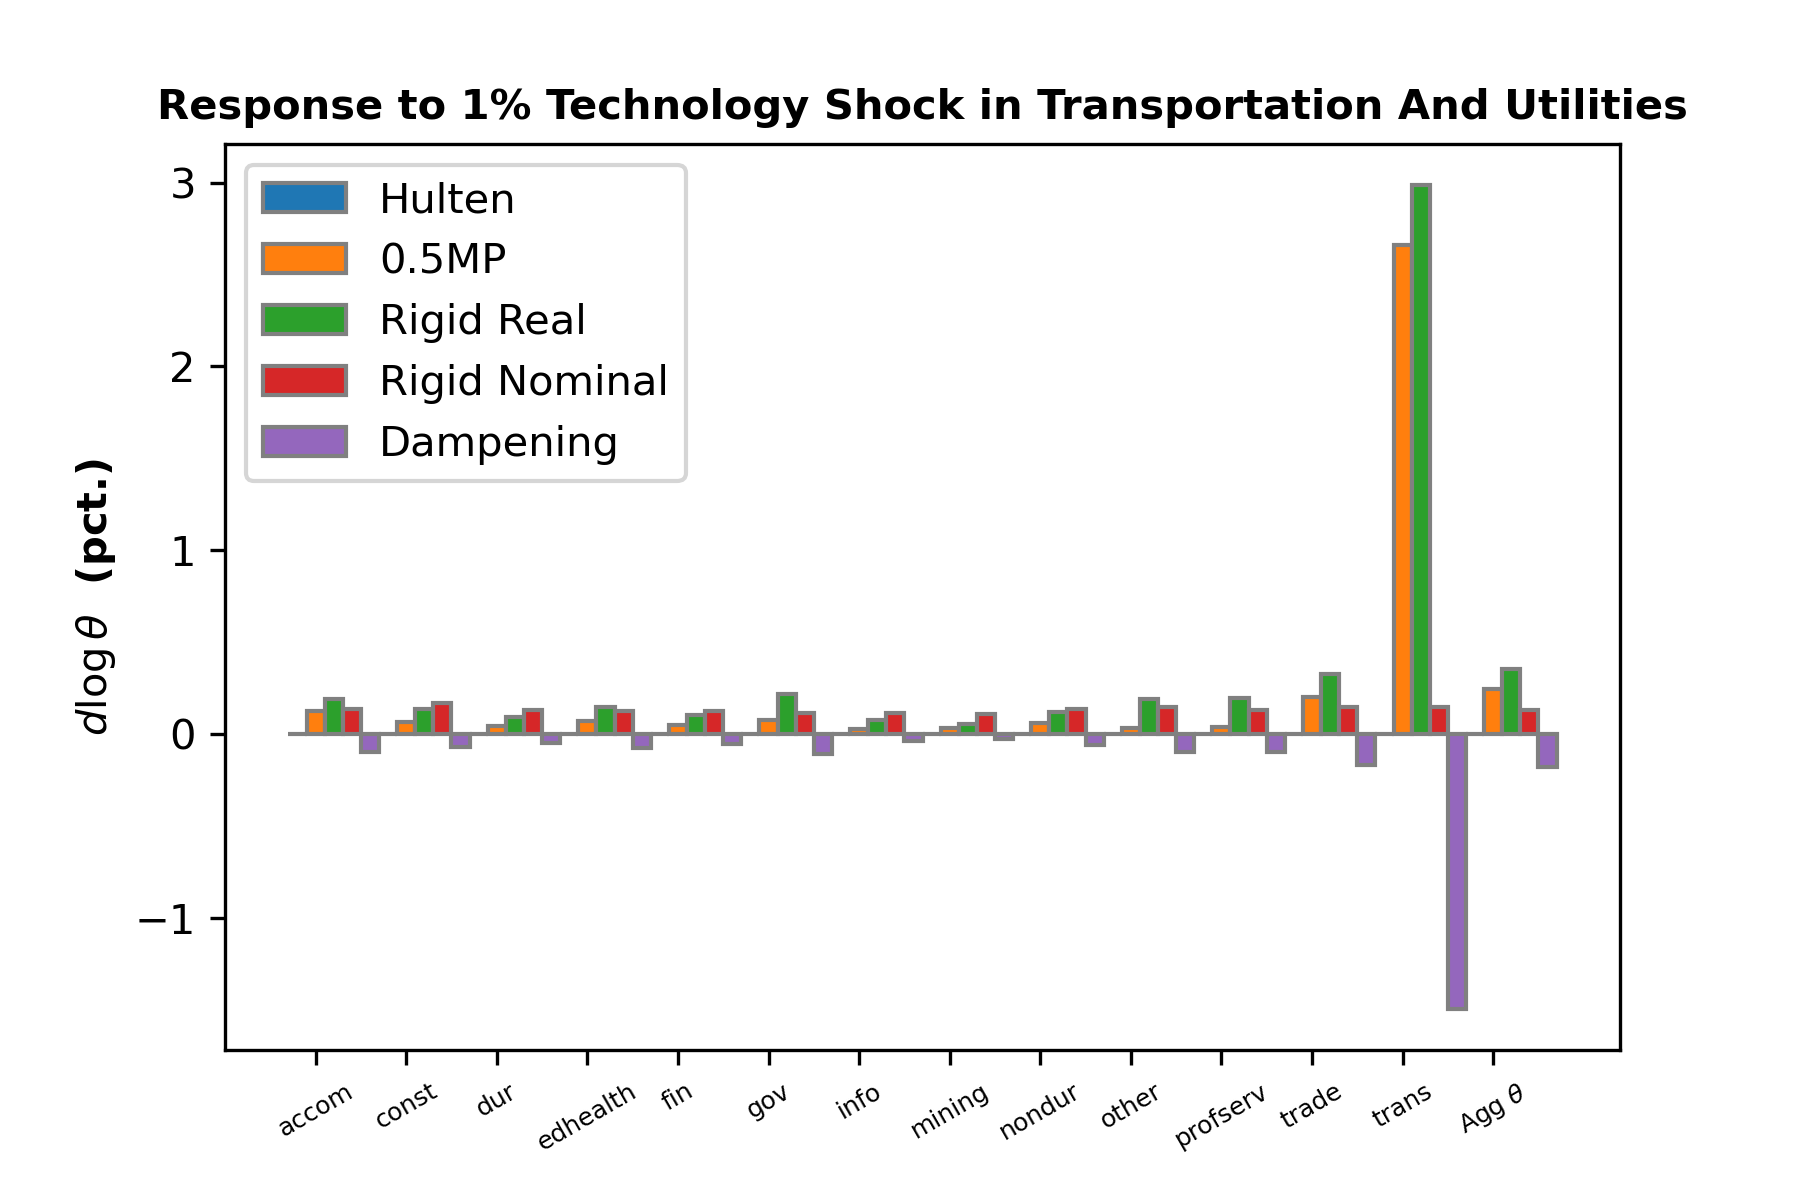 Response to 1% Technology Shock in Transportation And Utilities
Hulten
0.5MP
Rigid Real
Rigid Nominal
Dampening
3
2
1
0
−1
dlog θ (pct.)
accom
const
dur
edhealth
fin
gov
info
mining
nondur
other
profserv
trade
trans
Agg θ